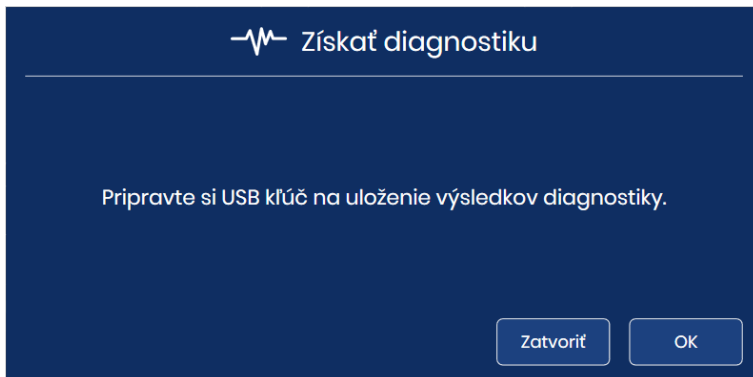 Získať diagnostiku
Pripravte si USB kľúč na uloženie výsledkov diagnostiky.
Zatvoriť
OK